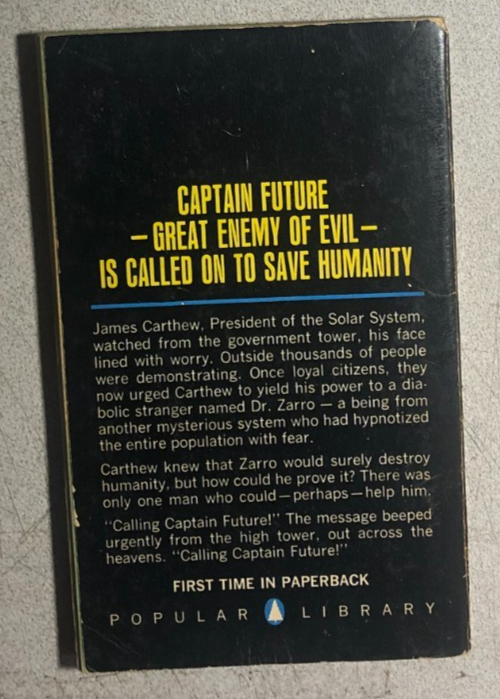 CAPTAIN FUTURE
— GREAT ENEMY OF EVIL —
IS CALLED ON TO SAVE HUMANITY
James Carthew, President of the Solar System,
watched from the government tower, his face
lined with worry. Outside thousands of people
were demonstrating. Once loyal citizens, they
now urged Carthew to yield his power to a dia-
bolic stranger named Dr. Zarro — a being from
another mysterious system who had hypnotized
the entire population with fear.
Carthew knew that Zarro would surely destroy
humanity, but how could he prove it? There was
only one man who could — perhaps — help him.
"Calling Captain Future!" The message beeped
urgently from the high tower, out across the
heavens. "Calling Captain Future!"
FIRST TIME IN PAPERBACK
POPULAR LIBRARY